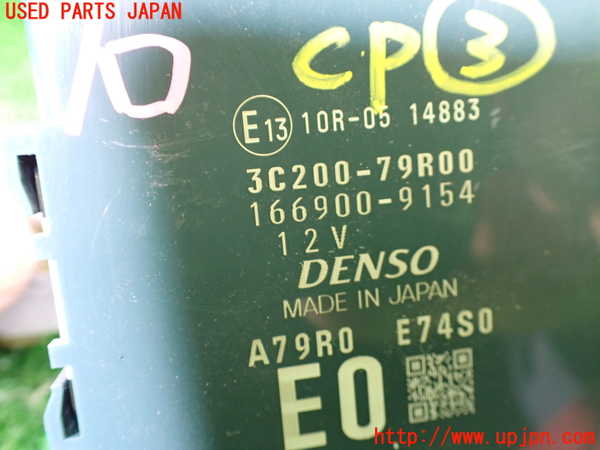 USED PARTS JAPAN
CP③
E13 10R-05 14883
3C200-79R00
166900-9154
12V
DENSO
MADE IN JAPAN
A79R0 E74S0
E0
http://www.upjpn.com/